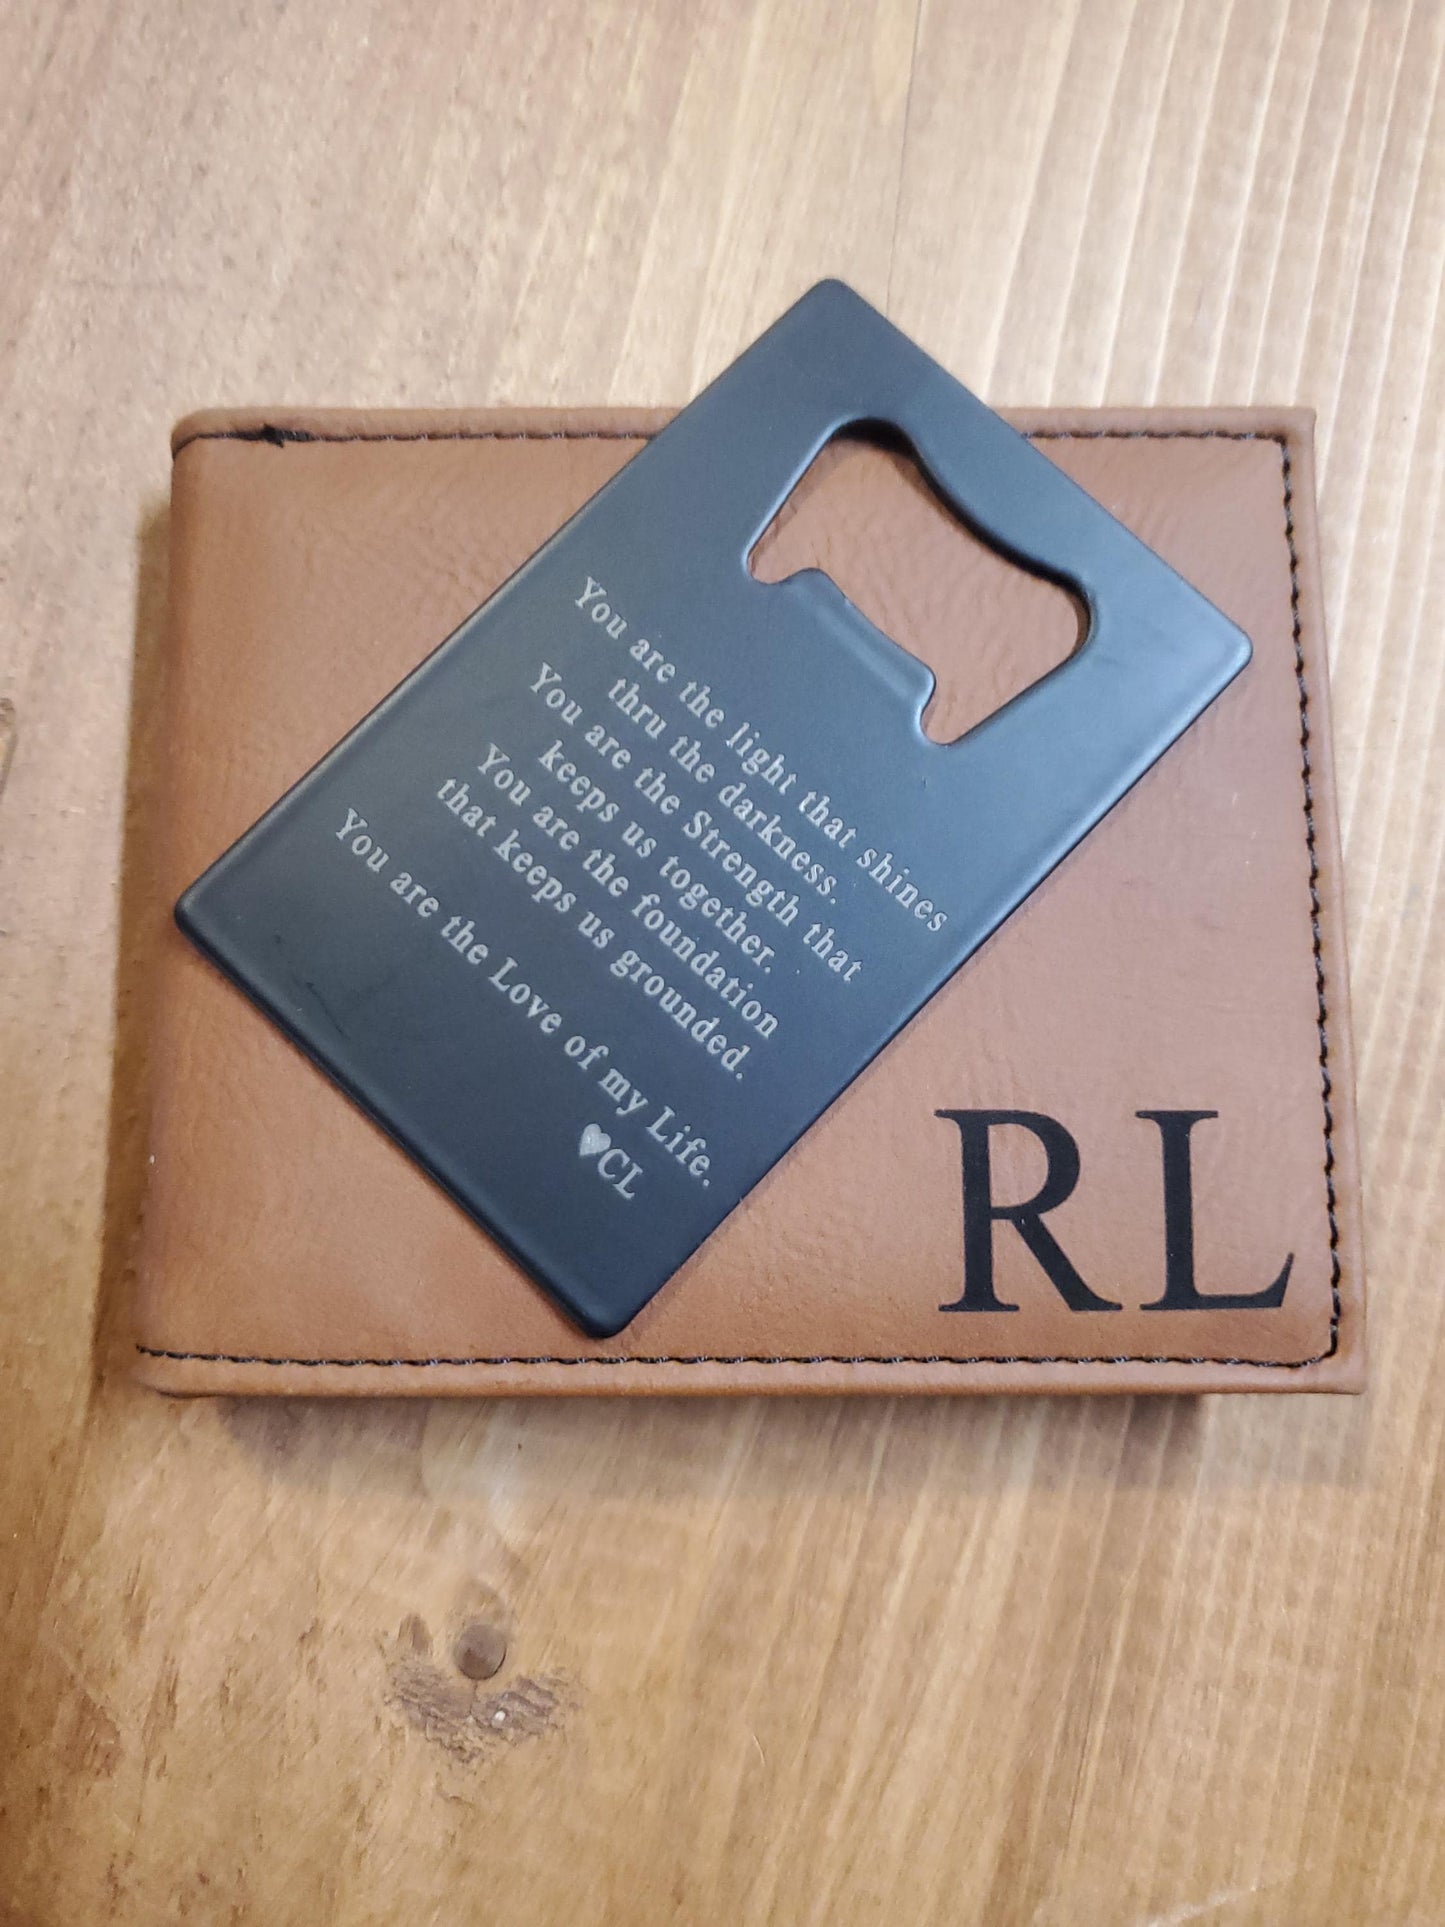 You are the light that shines
thru the darkness.
You are the Strength that
keeps us together.
You are the foundation
that keeps us grounded.
You are the Love of my Life.
♥CL
RL